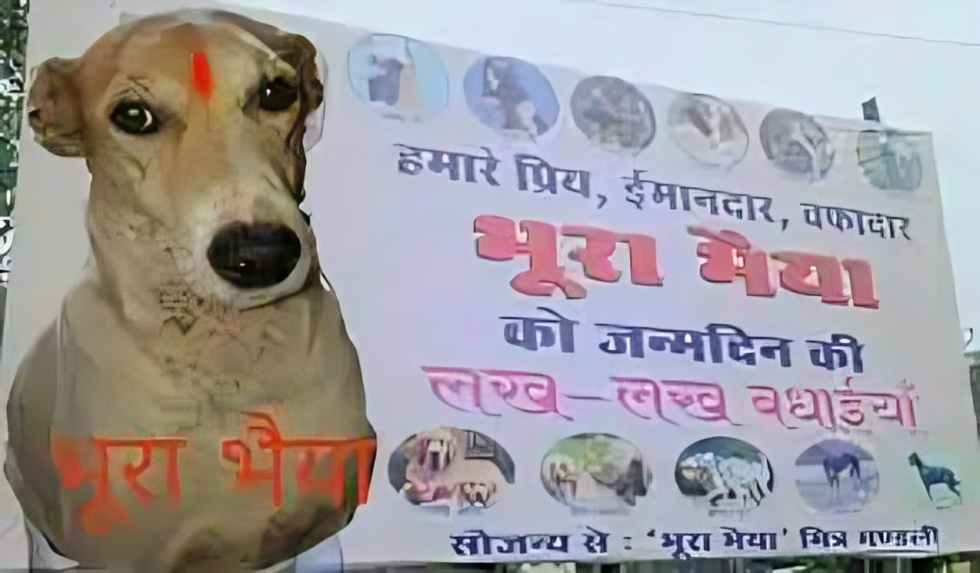 हमारे प्रिय, ईमानदार, वफादार
भूरा भैया
को जन्मदिन की
लख-लख बधाईयाँ
भूरा भैया
सौजन्य से : 'भूरा भैया' मित्र मण्डली